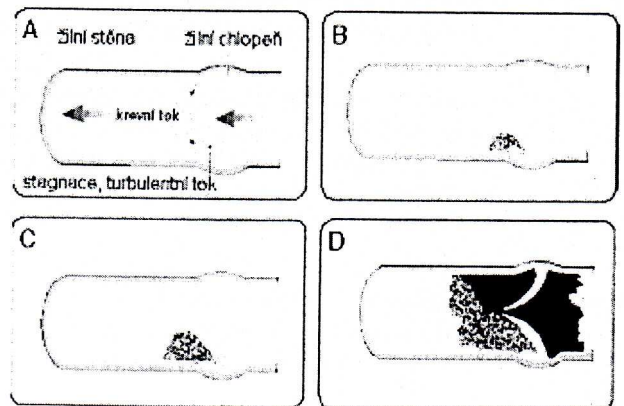 A
B
žilní stěna
žilní chlopeň
krevní tok
stagnace, turbulentní tok
C
D